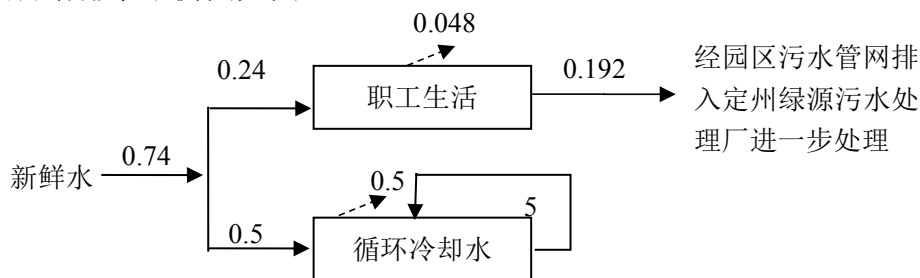 0.048
0.24
0.192
职工生活
经园区污水管网排
入定州绿源污水处
理厂进一步处理
新鲜水
0.74
0.5
5
0.5
循环冷却水